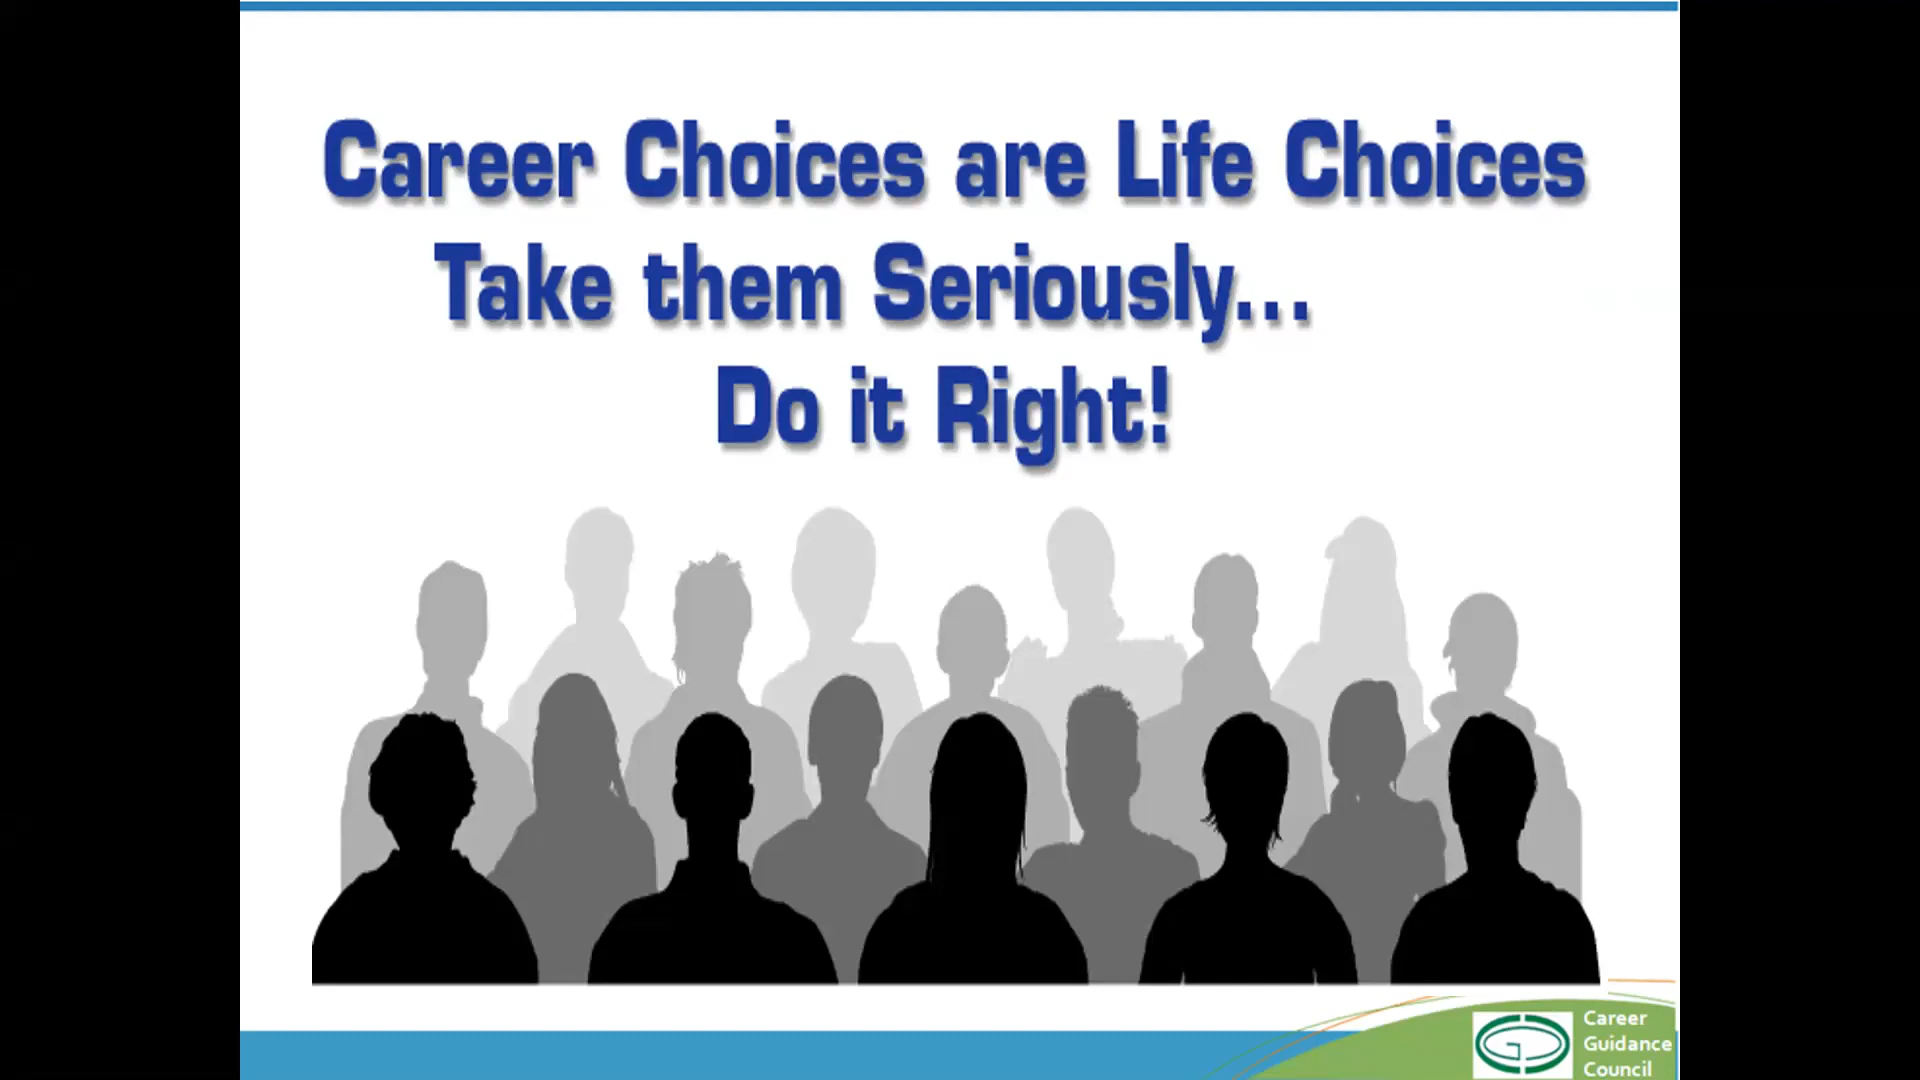 Career Choices are Life Choices
Take them Seriously...
Do it Right!
Career
Guidance
Council